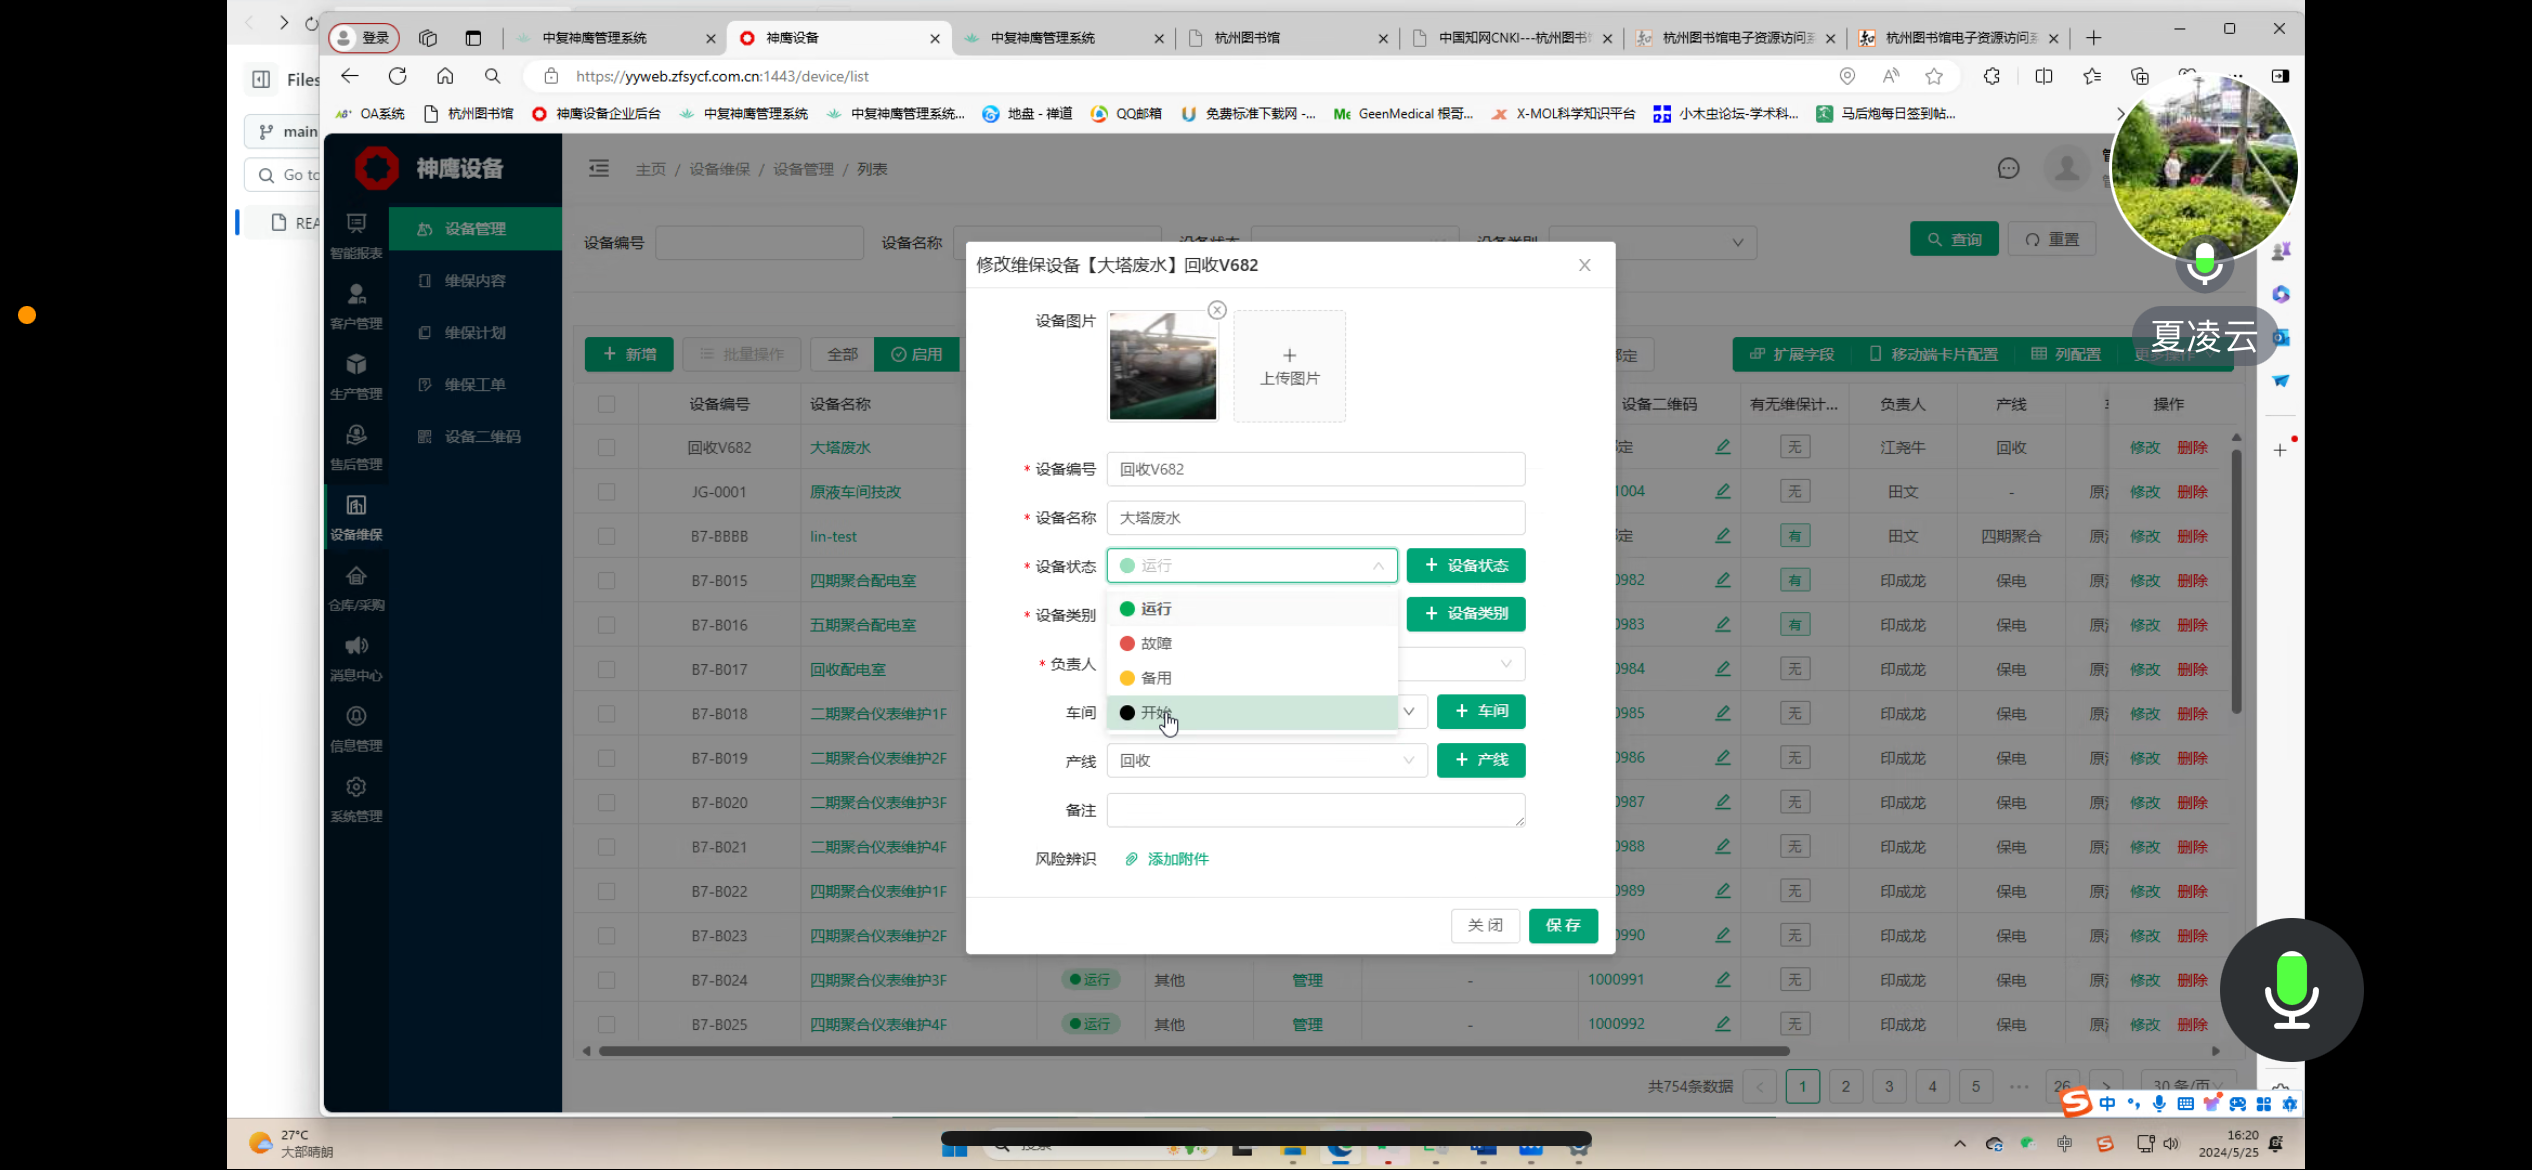 登录
中复神鹰管理系统
神鹰设备
中复神鹰管理系统
杭州图书馆
中国知网CNKI---杭州图书
杭州图书馆电子资源访问
杭州图书馆电子资源访问
Files
https://yyweb.zfsycf.com.cn:1443/device/list
main
OA系统
杭州图书馆
神鹰设备企业后台
中复神鹰管理系统
中复神鹰管理系统...
地盘 - 禅道
QQ邮箱
免费标准下载网 -...
GeenMedical 根哥...
X-MOL科学知识平台
小木虫论坛-学术科...
马后炮每日签到帖...
Go to
REA
神鹰设备
主页 / 设备维保 / 设备管理 / 列表
智能报表
客户管理
生产管理
售后管理
设备维保
仓库/采购
消息中心
信息管理
系统管理
设备管理
维保内容
维保计划
维保工单
设备二维码
设备编号
设备名称
设备状态
设备类别
查询
重置
夏凌云
+ 新增
批量操作
全部
启用
扩展字段
移动端卡片配置
列配置
更多操作
设备编号 设备名称 设备二维码 有无维保计... 负责人 产线 操作
回收V682 大塔废水 定 无 江尧牛 回收 修改 删除
JG-0001 原液车间技改 1004 无 田文 - 修改 删除
B7-BBBB lin-test 定 有 田文 四期聚合 修改 删除
B7-B015 四期聚合配电室 0982 有 印成龙 保电 修改 删除
B7-B016 五期聚合配电室 0983 有 印成龙 保电 修改 删除
B7-B017 回收配电室 0984 无 印成龙 保电 修改 删除
B7-B018 二期聚合仪表维护1F 0985 无 印成龙 保电 修改 删除
B7-B019 二期聚合仪表维护2F 0986 无 印成龙 保电 修改 删除
B7-B020 二期聚合仪表维护3F 0987 无 印成龙 保电 修改 删除
B7-B021 二期聚合仪表维护4F 0988 无 印成龙 保电 修改 删除
B7-B022 四期聚合仪表维护1F 0989 无 印成龙 保电 修改 删除
B7-B023 四期聚合仪表维护2F 0990 无 印成龙 保电 修改 删除
B7-B024 四期聚合仪表维护3F 运行 其他 管理 - 1000991 无 印成龙 保电 修改 删除
B7-B025 四期聚合仪表维护4F 运行 其他 管理 - 1000992 无 印成龙 保电 修改 删除
共754条数据 < 1 2 3 4 5 ... 26 > 30 条/页
修改维保设备【大塔废水】回收V682
设备图片
+
上传图片
* 设备编号 回收V682
* 设备名称 大塔废水
* 设备状态 运行 + 设备状态
运行
* 设备类别 + 设备类别
故障
* 负责人
备用
车间 + 车间
开始
产线 回收 + 产线
备注
风险辨识 添加附件
关 闭
保 存
中
27°C
大部晴朗
中
16:20
2024/5/25